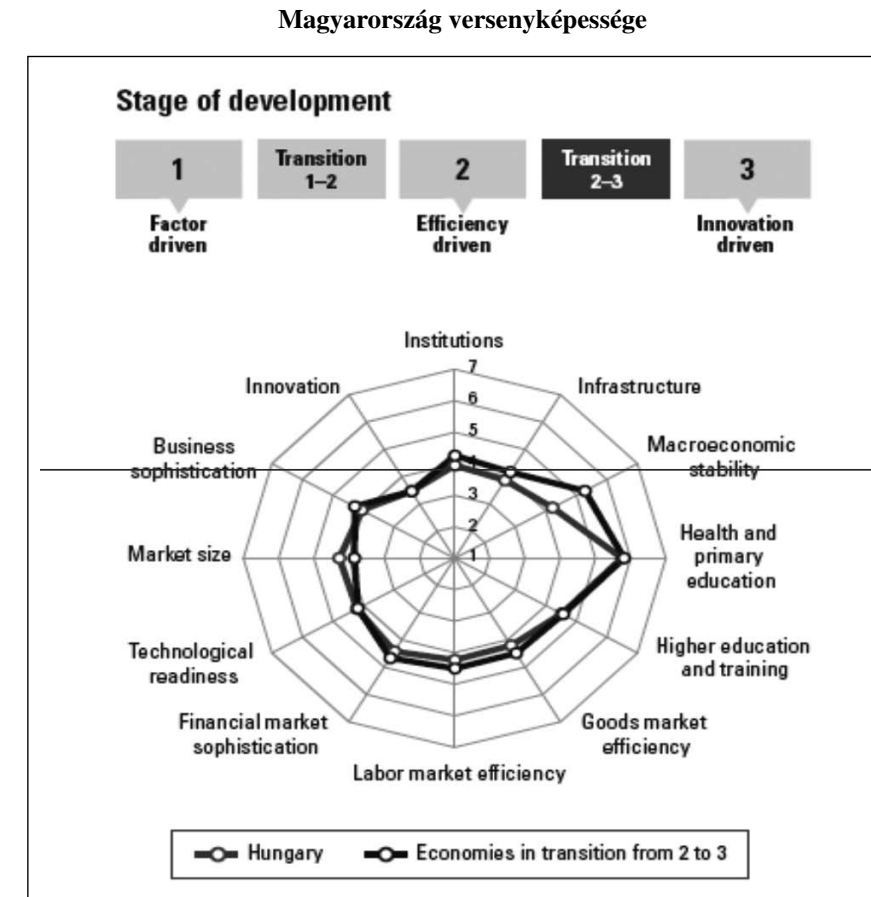 Magyarország versenyképessége
Stage of development
1
Transition
1–2
2
Transition
2–3
3
Factor
driven
Efficiency
driven
Innovation
driven
Institutions
Infrastructure
Macroeconomic
stability
Health and
primary
education
Higher education
and training
Goods market
efficiency
Labor market efficiency
Financial market
sophistication
Technological
readiness
Market size
Business
sophistication
Innovation
7
6
5
4
3
2
1
Hungary
Economies in transition from 2 to 3